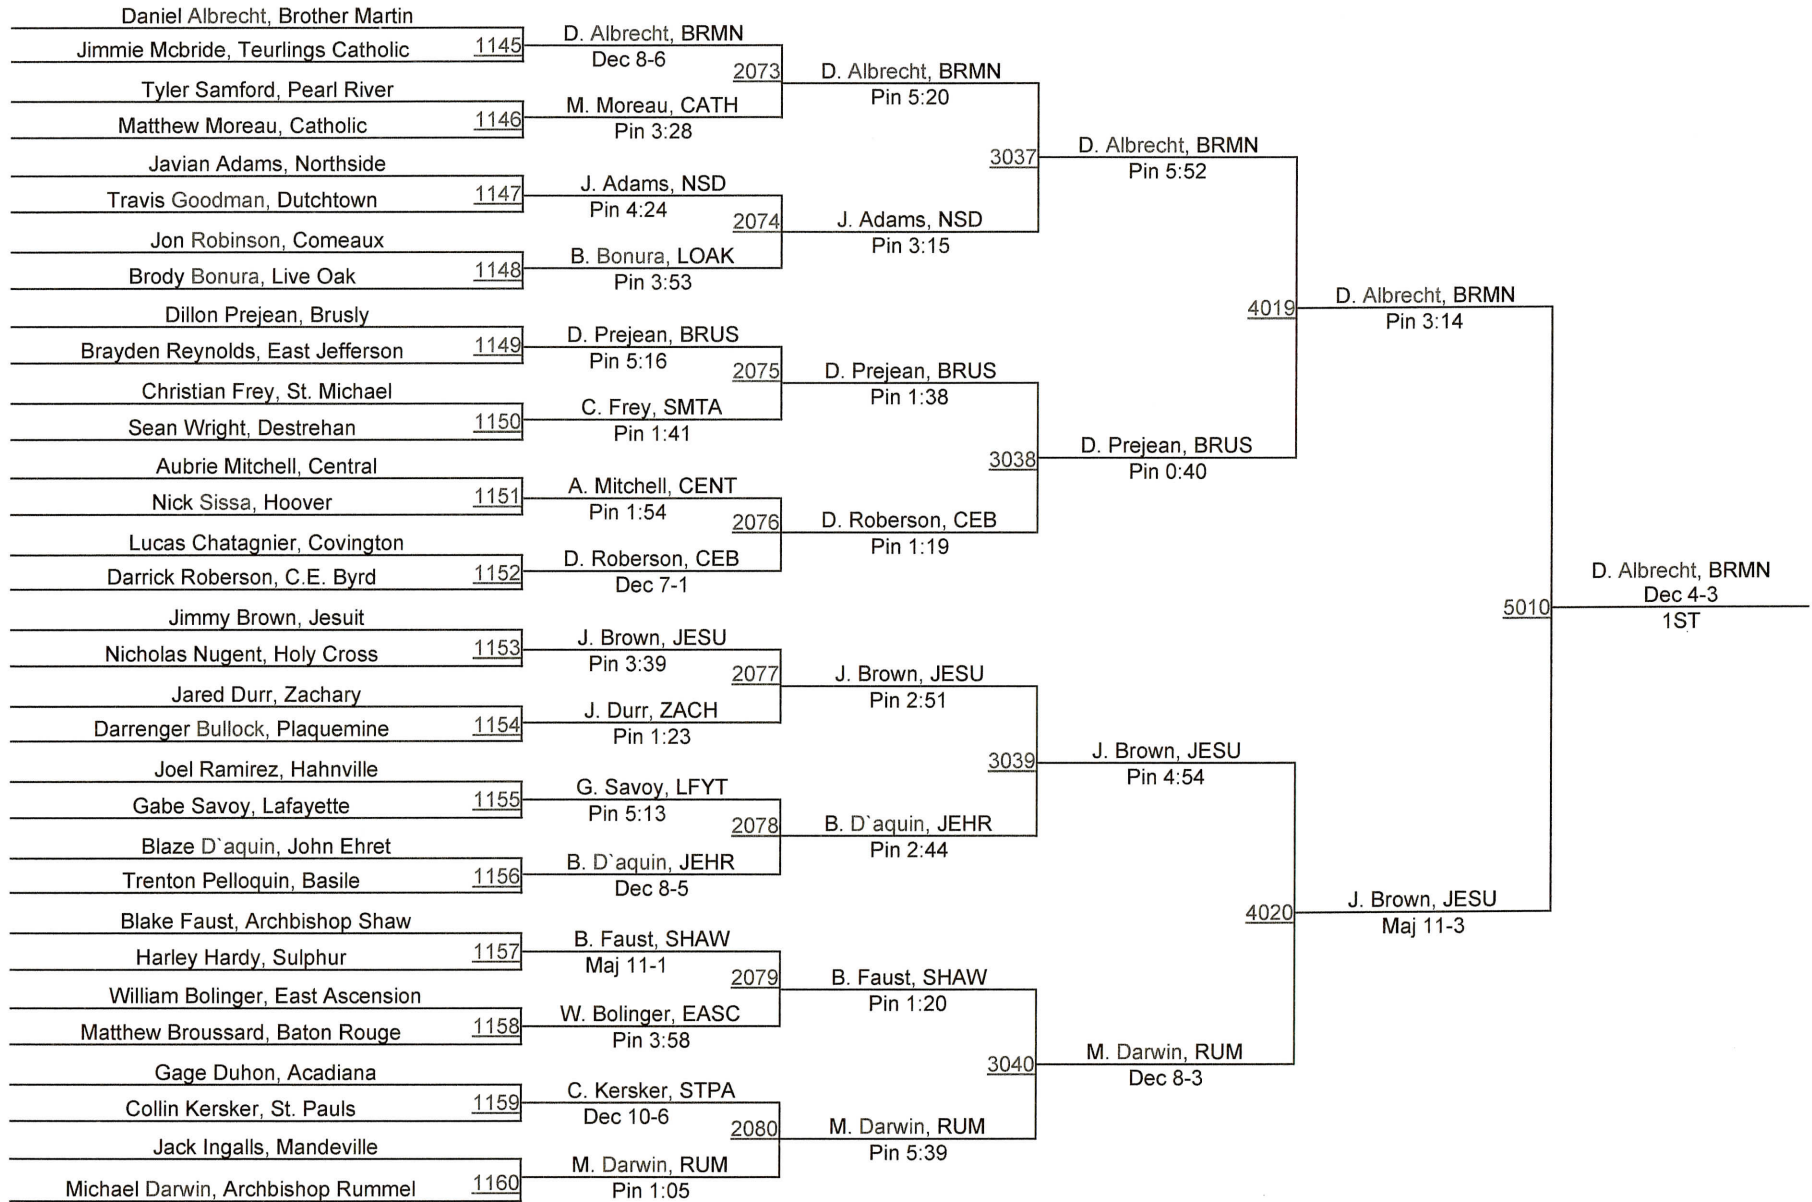 Daniel Albrecht, Brother Martin
Jimmie Mcbride, Teurlings Catholic
1145
Tyler Samford, Pearl River
Matthew Moreau, Catholic
1146
Javian Adams, Northside
Travis Goodman, Dutchtown
1147
Jon Robinson, Comeaux
Brody Bonura, Live Oak
1148
Dillon Prejean, Brusly
Brayden Reynolds, East Jefferson
1149
Christian Frey, St. Michael
Sean Wright, Destrehan
1150
Aubrie Mitchell, Central
Nick Sissa, Hoover
1151
Lucas Chatagnier, Covington
Darrick Roberson, C.E. Byrd
1152
Jimmy Brown, Jesuit
Nicholas Nugent, Holy Cross
1153
Jared Durr, Zachary
Darrenger Bullock, Plaquemine
1154
Joel Ramirez, Hahnville
Gabe Savoy, Lafayette
1155
Blaze D`aquin, John Ehret
Trenton Pelloquin, Basile
1156
Blake Faust, Archbishop Shaw
Harley Hardy, Sulphur
1157
William Bolinger, East Ascension
Matthew Broussard, Baton Rouge
1158
Gage Duhon, Acadiana
Collin Kersker, St. Pauls
1159
Jack Ingalls, Mandeville
Michael Darwin, Archbishop Rummel
1160
D. Albrecht, BRMN
Dec 8-6
2073
M. Moreau, CATH
Pin 3:28
J. Adams, NSD
Pin 4:24
2074
B. Bonura, LOAK
Pin 3:53
D. Prejean, BRUS
Pin 5:16
2075
C. Frey, SMTA
Pin 1:41
A. Mitchell, CENT
Pin 1:54
2076
D. Roberson, CEB
Dec 7-1
J. Brown, JESU
Pin 3:39
2077
J. Durr, ZACH
Pin 1:23
G. Savoy, LFYT
Pin 5:13
2078
B. D`aquin, JEHR
Dec 8-5
B. Faust, SHAW
Maj 11-1
2079
W. Bolinger, EASC
Pin 3:58
C. Kersker, STPA
Dec 10-6
2080
M. Darwin, RUM
Pin 1:05
D. Albrecht, BRMN
Pin 5:20
3037
J. Adams, NSD
Pin 3:15
D. Prejean, BRUS
Pin 1:38
3038
D. Roberson, CEB
Pin 1:19
J. Brown, JESU
Pin 2:51
3039
B. D`aquin, JEHR
Pin 2:44
B. Faust, SHAW
Pin 1:20
3040
M. Darwin, RUM
Pin 5:39
D. Albrecht, BRMN
Pin 5:52
4019
D. Prejean, BRUS
Pin 0:40
J. Brown, JESU
Pin 4:54
4020
M. Darwin, RUM
Dec 8-3
D. Albrecht, BRMN
Pin 3:14
5010
J. Brown, JESU
Maj 11-3
D. Albrecht, BRMN
Dec 4-3
1ST